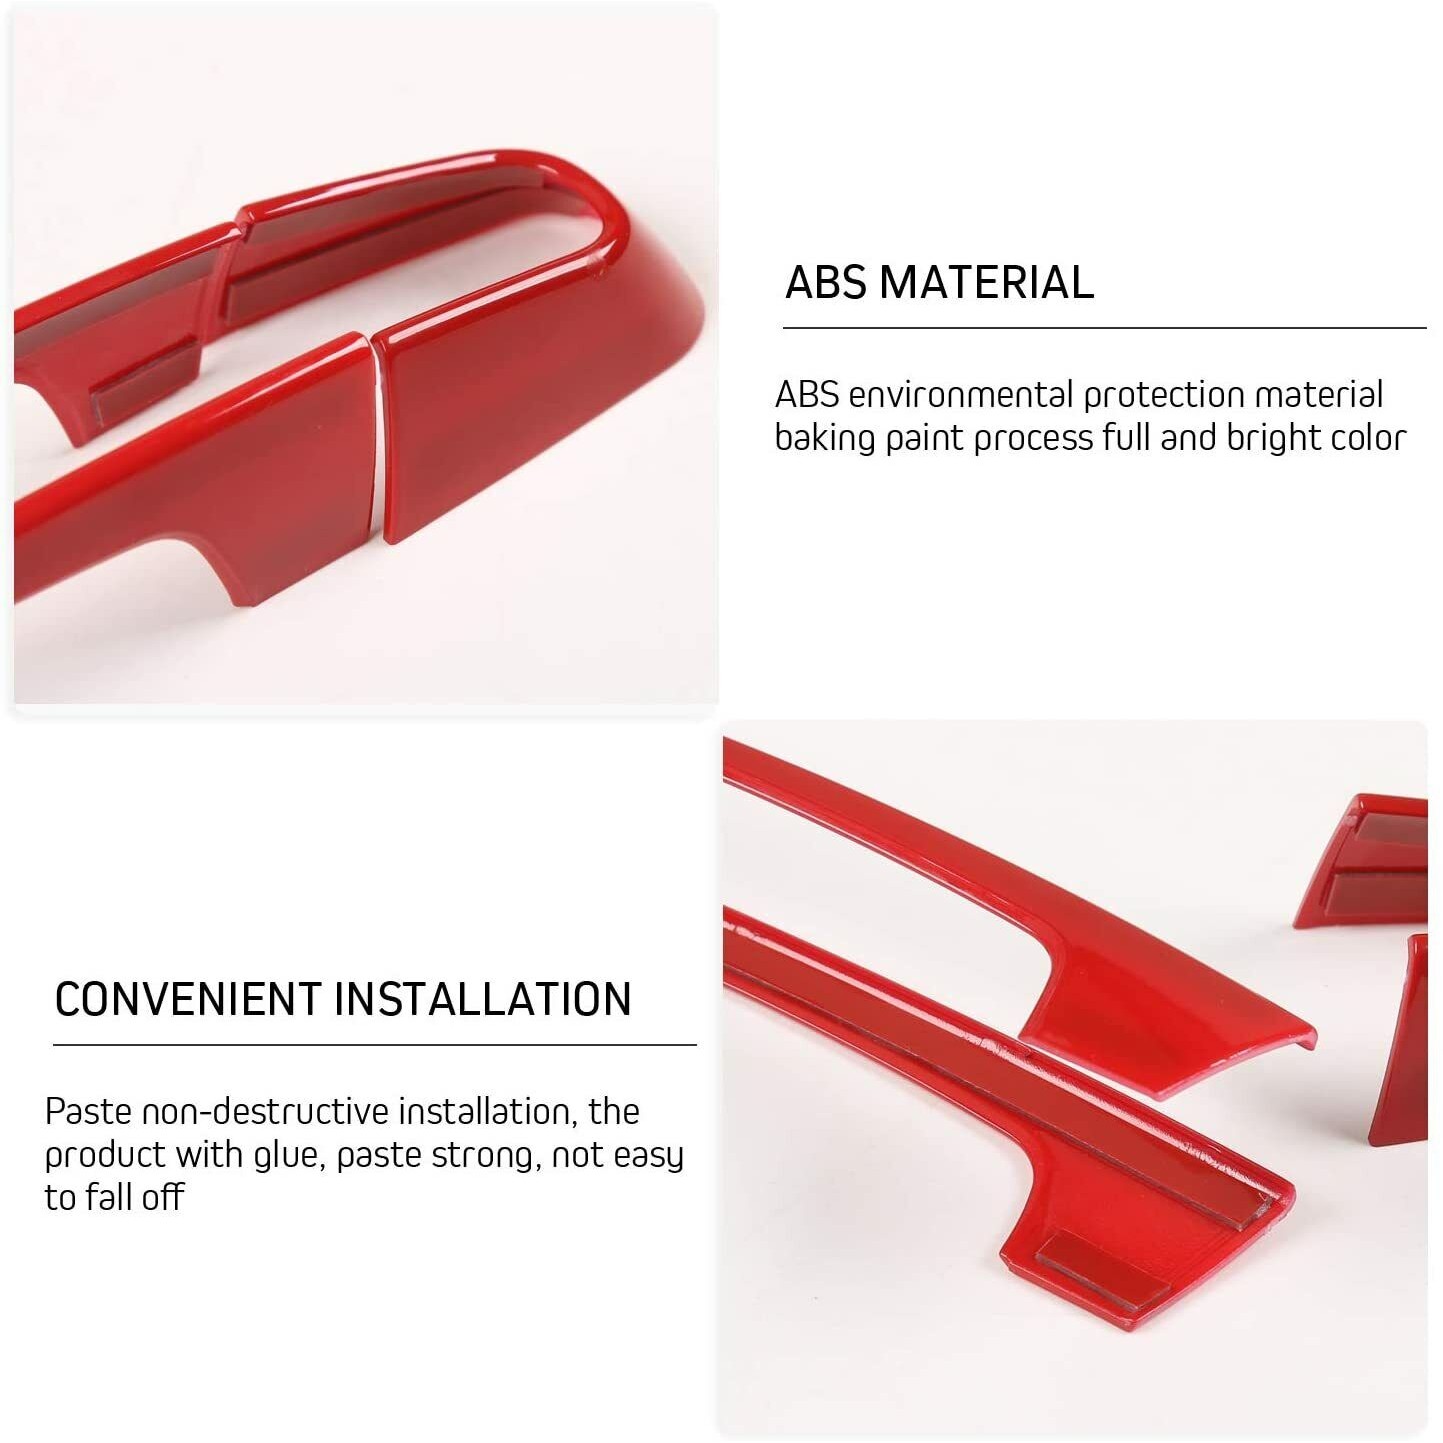 ABS MATERIAL
ABS environmental protection material
baking paint process full and bright color
CONVENIENT INSTALLATION
Paste non-destructive installation, the
product with glue, paste strong, not easy
to fall off